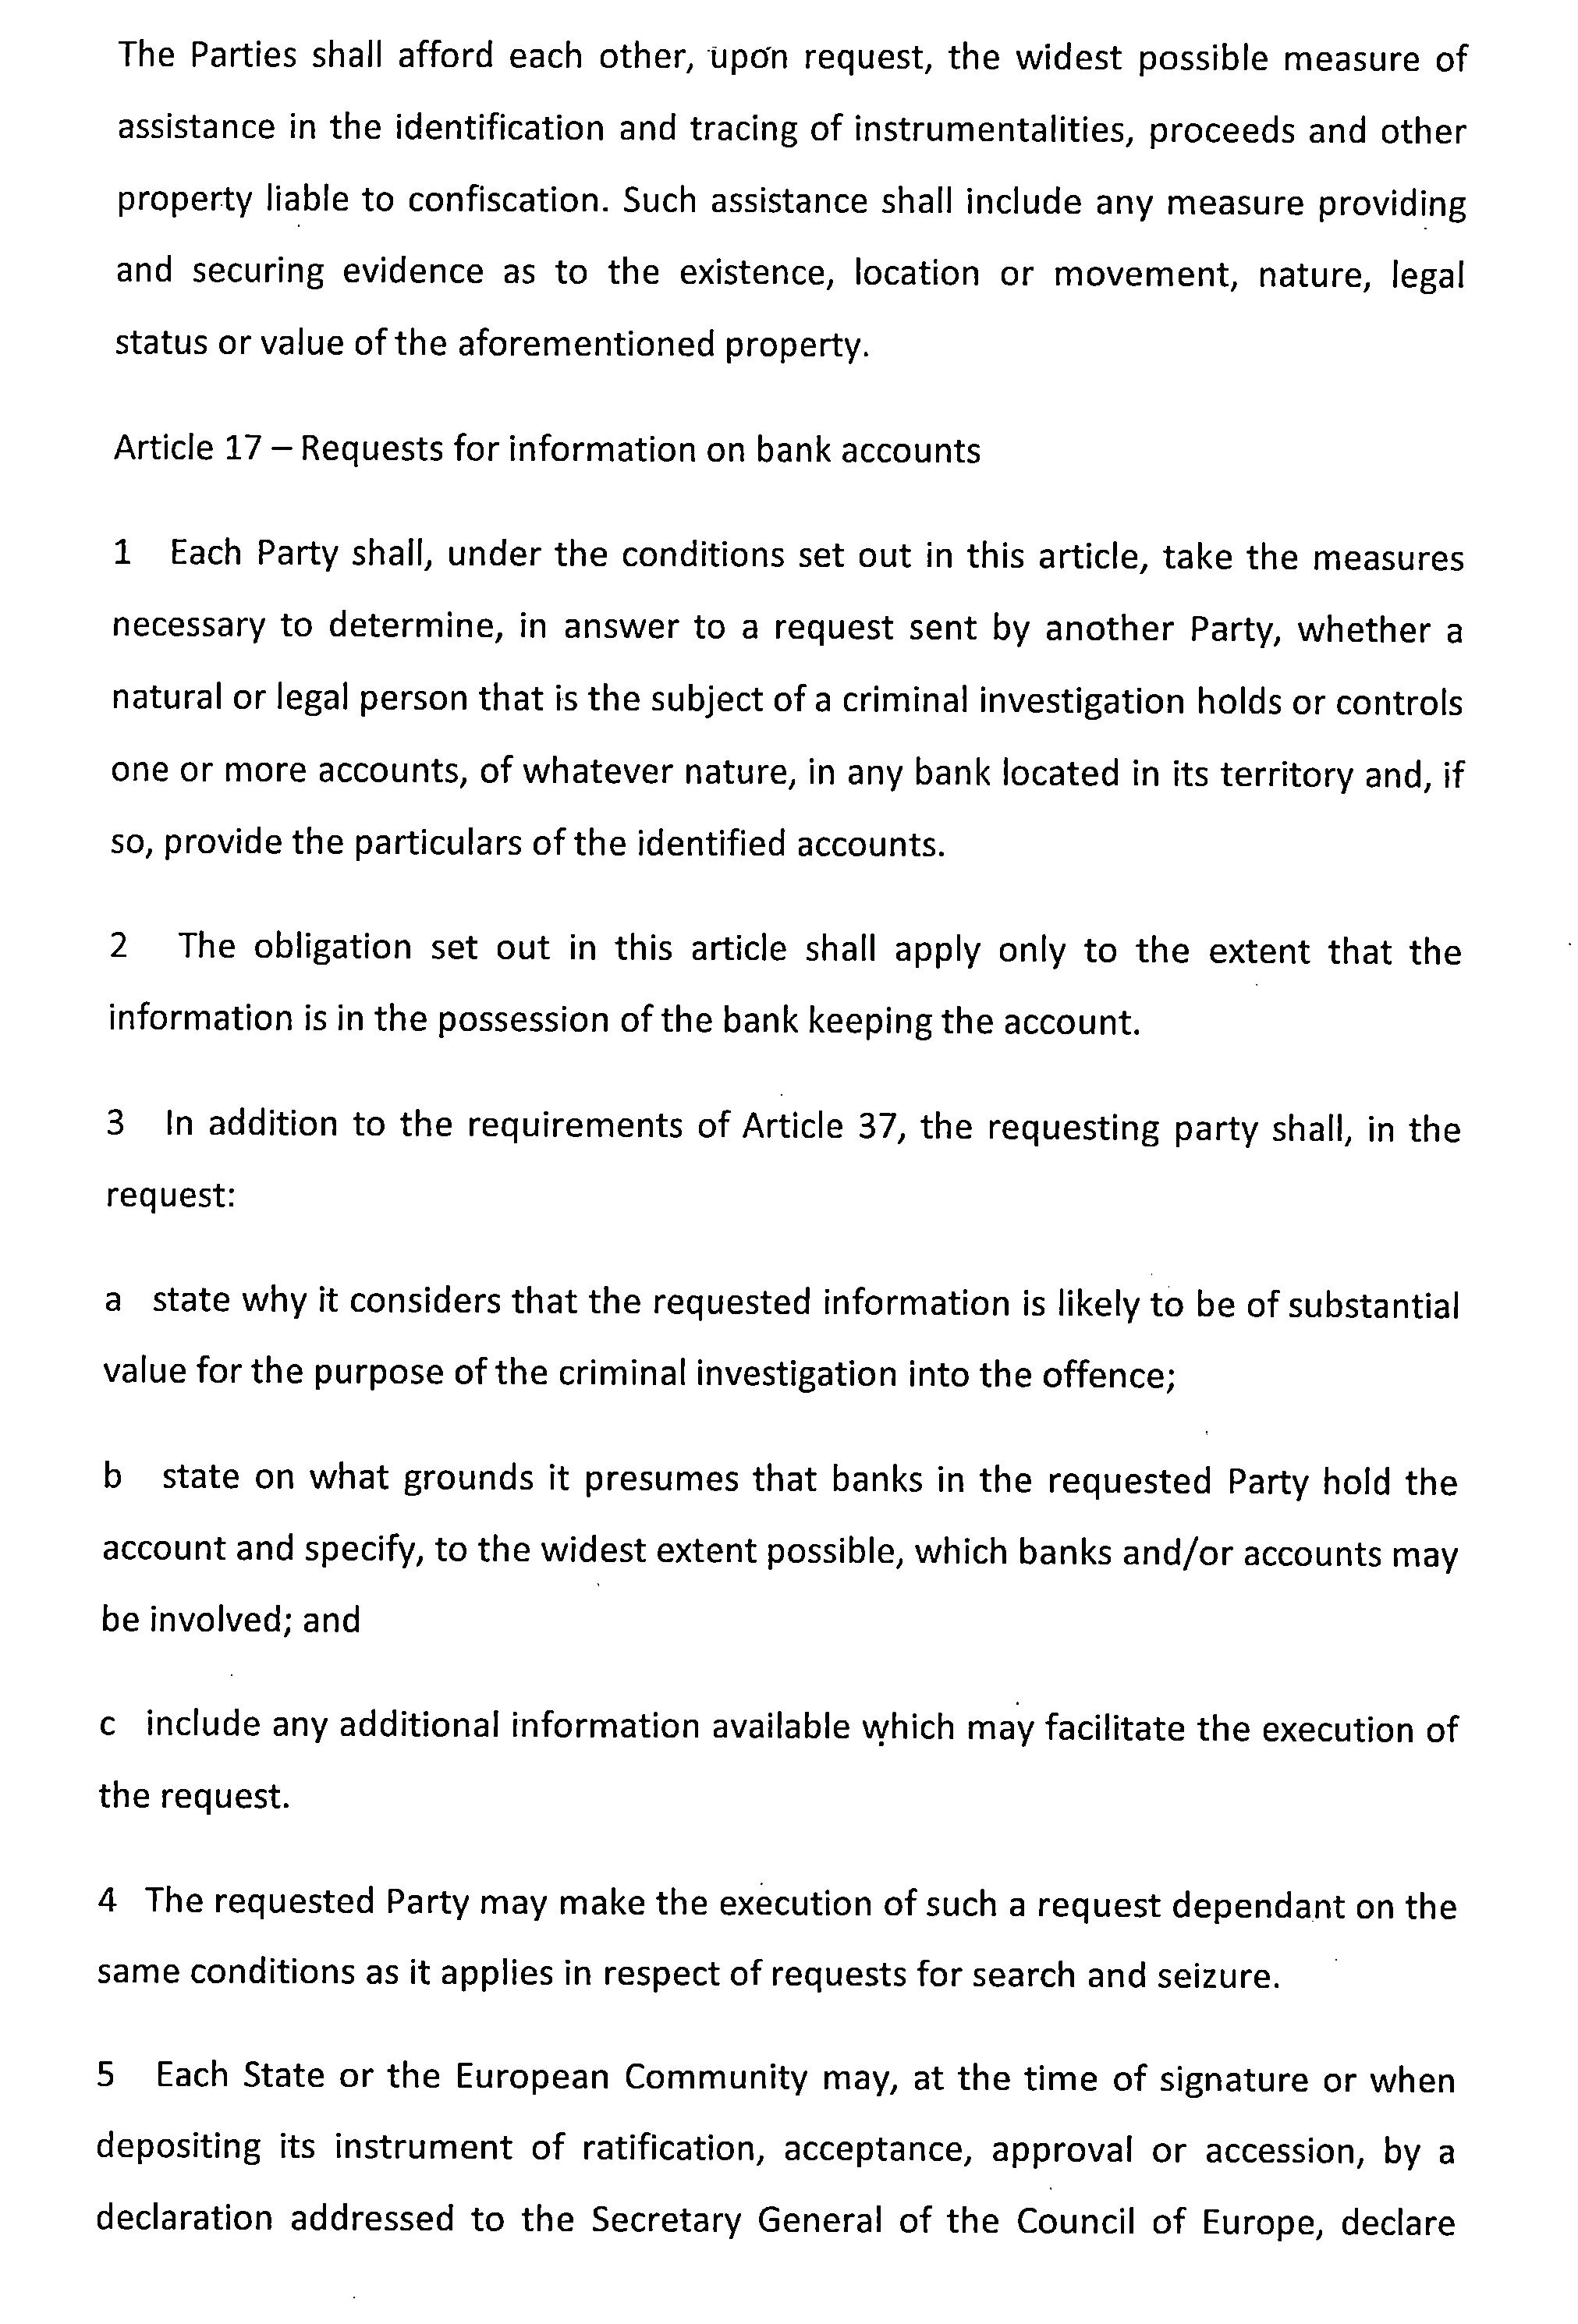 The Parties shall afford each other, upon request, the widest possible measure of
assistance in the identification and tracing of instrumentalities, proceeds and other
property liable to confiscation. Such assistance shall include any measure providing
and securing evidence as to the existence, location or movement, nature, legal
status or value of the aforementioned property.
Article 17 – Requests for information on bank accounts
1 Each Party shall, under the conditions set out in this article, take the measures
necessary to determine, in answer to a request sent by another Party, whether a
natural or legal person that is the subject of a criminal investigation holds or controls
one or more accounts, of whatever nature, in any bank located in its territory and, if
so, provide the particulars of the identified accounts.
2 The obligation set out in this article shall apply only to the extent that the
information is in the possession of the bank keeping the account.
3 In addition to the requirements of Article 37, the requesting party shall, in the
request:
a state why it considers that the requested information is likely to be of substantial
value for the purpose of the criminal investigation into the offence;
b state on what grounds it presumes that banks in the requested Party hold the
account and specify, to the widest extent possible, which banks and/or accounts may
be involved; and
c include any additional information available which may facilitate the execution of
the request.
4 The requested Party may make the execution of such a request dependant on the
same conditions as it applies in respect of requests for search and seizure.
5 Each State or the European Community may, at the time of signature or when
depositing its instrument of ratification, acceptance, approval or accession, by a
declaration addressed to the Secretary General of the Council of Europe, declare